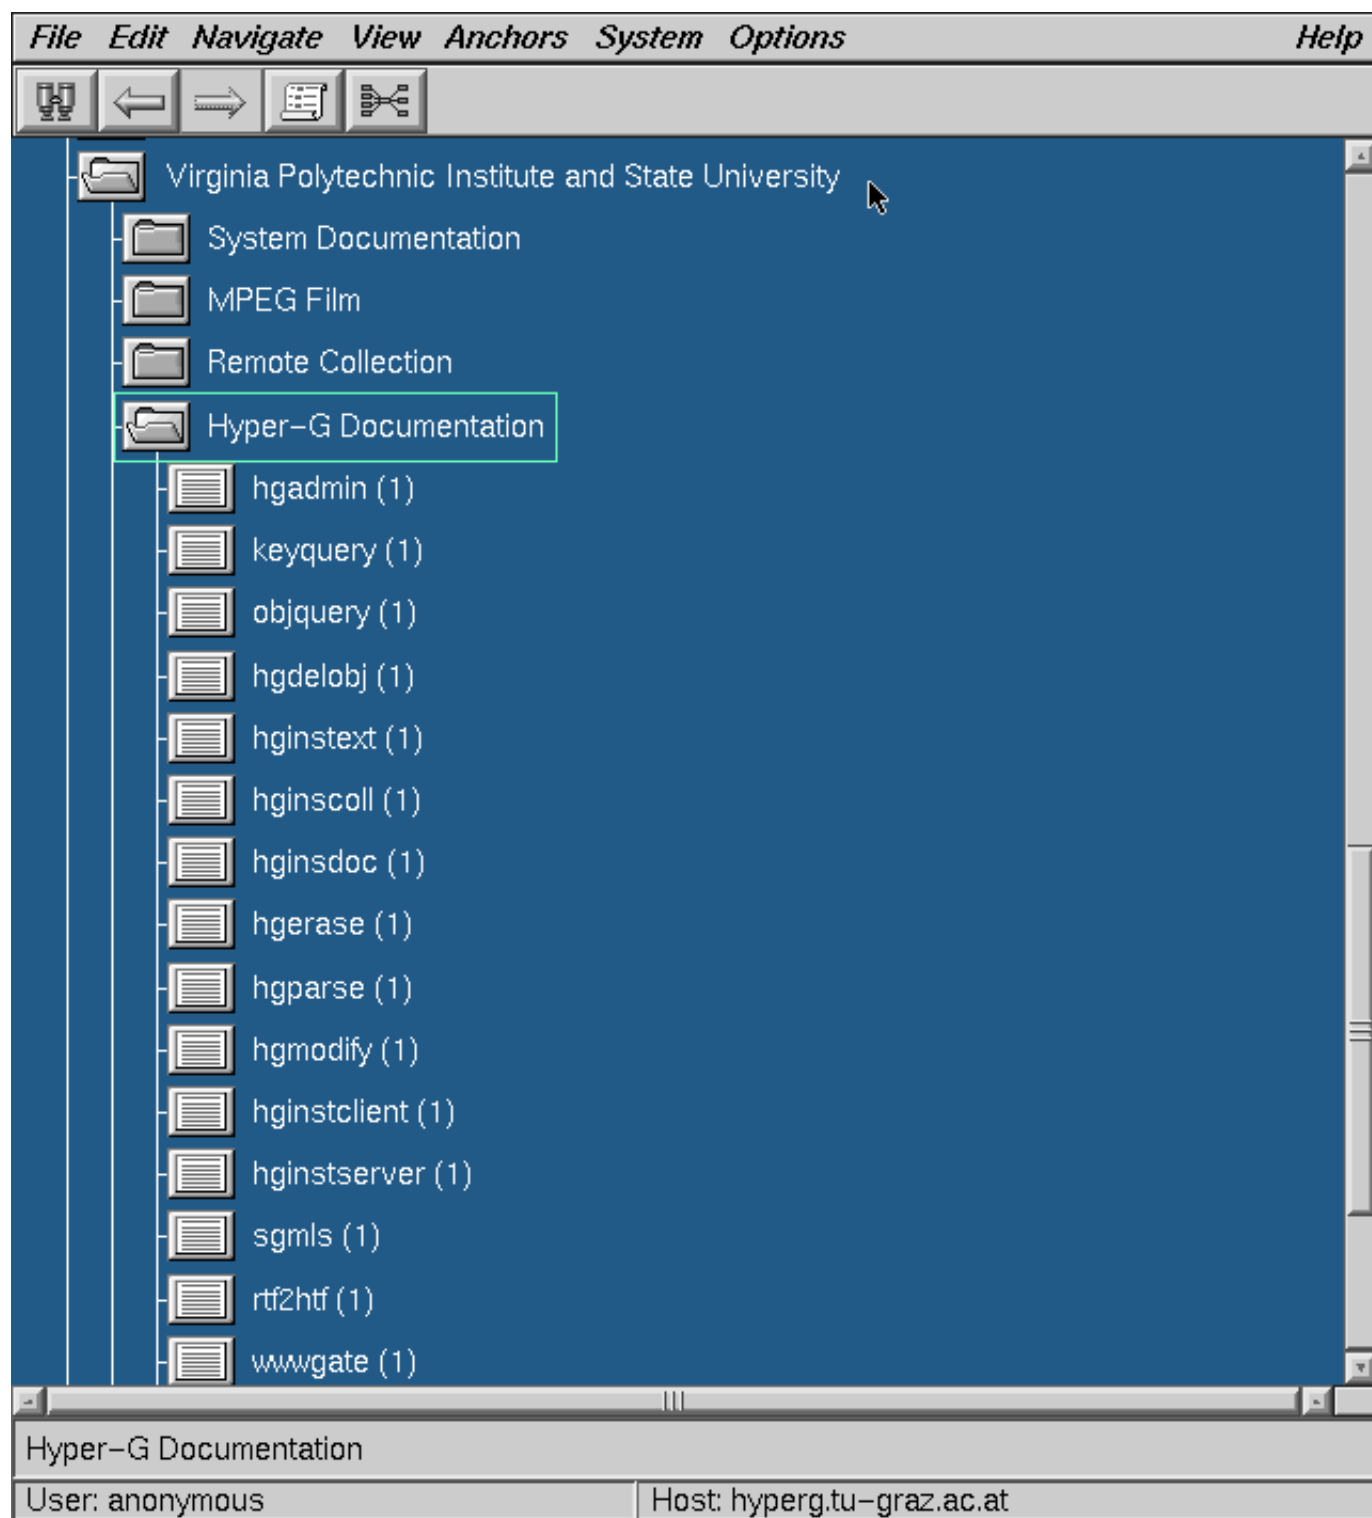 File Edit Navigate View Anchors System Options Help
Virginia Polytechnic Institute and State University
System Documentation
MPEG Film
Remote Collection
Hyper-G Documentation
hgadmin (1)
keyquery (1)
objquery (1)
hgdelobj (1)
hginstext (1)
hginscoll (1)
hginsdoc (1)
hgerase (1)
hgparse (1)
hgmodify (1)
hginstclient (1)
hginstserver (1)
sgmls (1)
rtf2htf (1)
wwwgate (1)
Hyper-G Documentation
User: anonymous Host: hyperg.tu-graz.ac.at